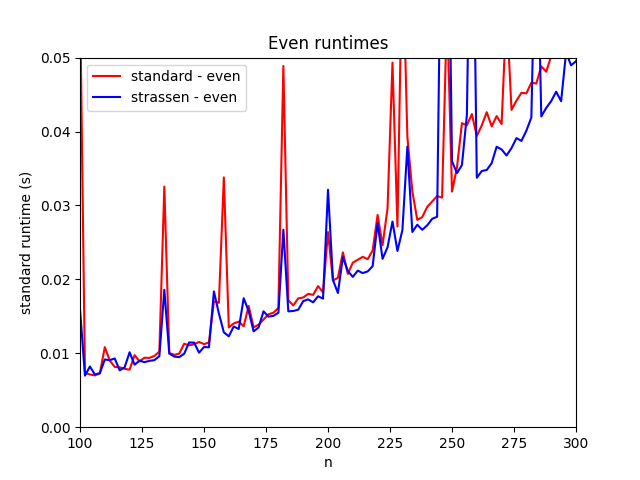 Even runtimes
standard - even
strassen - even
standard runtime (s)
0.05
0.04
0.03
0.02
0.01
0.00
100 125 150 175 200 225 250 275 300
n